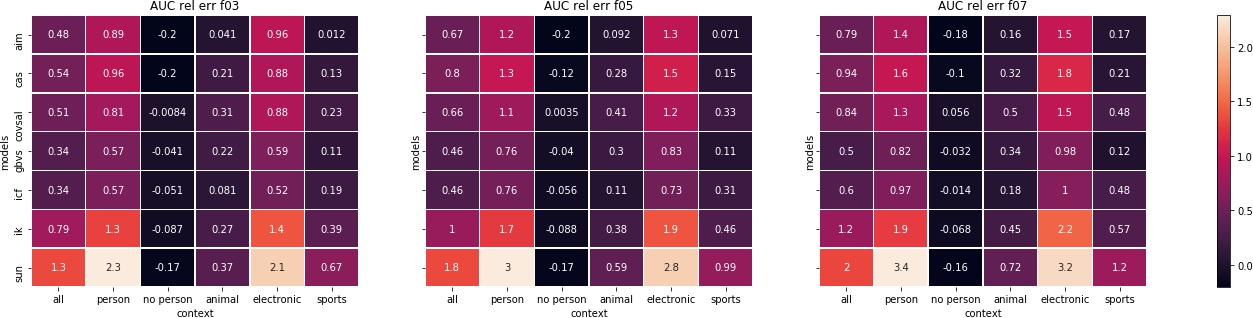 AUC rel err f03
models
aim 0.48 0.89 -0.2 0.041 0.96 0.012
cas 0.54 0.96 -0.2 0.21 0.88 0.13
covsal 0.51 0.81 -0.0084 0.31 0.88 0.23
gbvs 0.34 0.57 -0.041 0.22 0.59 0.11
icf 0.34 0.57 -0.051 0.081 0.52 0.19
ik 0.79 1.3 -0.087 0.27 1.4 0.39
sun 1.3 2.3 -0.17 0.37 2.1 0.67
all person no person animal electronic sports
context
AUC rel err f05
models
0.67 1.2 -0.2 0.092 1.3 0.071
0.8 1.3 -0.12 0.28 1.5 0.15
0.66 1.1 0.0035 0.41 1.2 0.33
0.46 0.76 -0.04 0.3 0.83 0.11
0.46 0.76 -0.056 0.11 0.73 0.31
1 1.7 -0.088 0.38 1.9 0.46
1.8 3 -0.17 0.59 2.8 0.99
all person no person animal electronic sports
context
AUC rel err f07
models
0.79 1.4 -0.18 0.16 1.5 0.17
0.94 1.6 -0.1 0.32 1.8 0.21
0.84 1.3 0.056 0.5 1.5 0.48
0.5 0.82 -0.032 0.34 0.98 0.12
0.6 0.97 -0.014 0.18 1 0.48
1.2 1.9 -0.068 0.45 2.2 0.57
2 3.4 -0.16 0.72 3.2 1.2
all person no person animal electronic sports
context
2.0
1.5
1.0
0.5
0.0